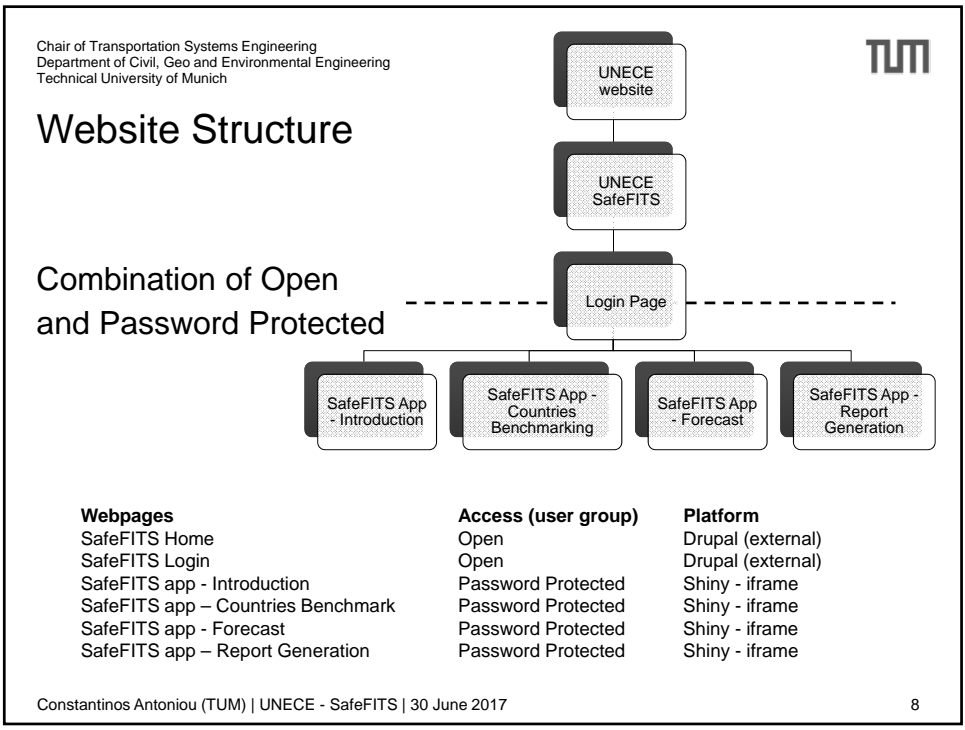 Chair of Transportation Systems Engineering
Department of Civil, Geo and Environmental Engineering
Technical University of Munich
TUM
Website Structure
UNECE
website
UNECE
SafeFITS
Combination of Open
and Password Protected
Login Page
SafeFITS App
- Introduction
SafeFITS App -
Countries
Benchmarking
SafeFITS App
- Forecast
SafeFITS App -
Report
Generation
Webpages Access (user group) Platform
SafeFITS Home Open Drupal (external)
SafeFITS Login Open Drupal (external)
SafeFITS app - Introduction Password Protected Shiny - iframe
SafeFITS app – Countries Benchmark Password Protected Shiny - iframe
SafeFITS app - Forecast Password Protected Shiny - iframe
SafeFITS app – Report Generation Password Protected Shiny - iframe
Constantinos Antoniou (TUM) | UNECE - SafeFITS | 30 June 2017 8